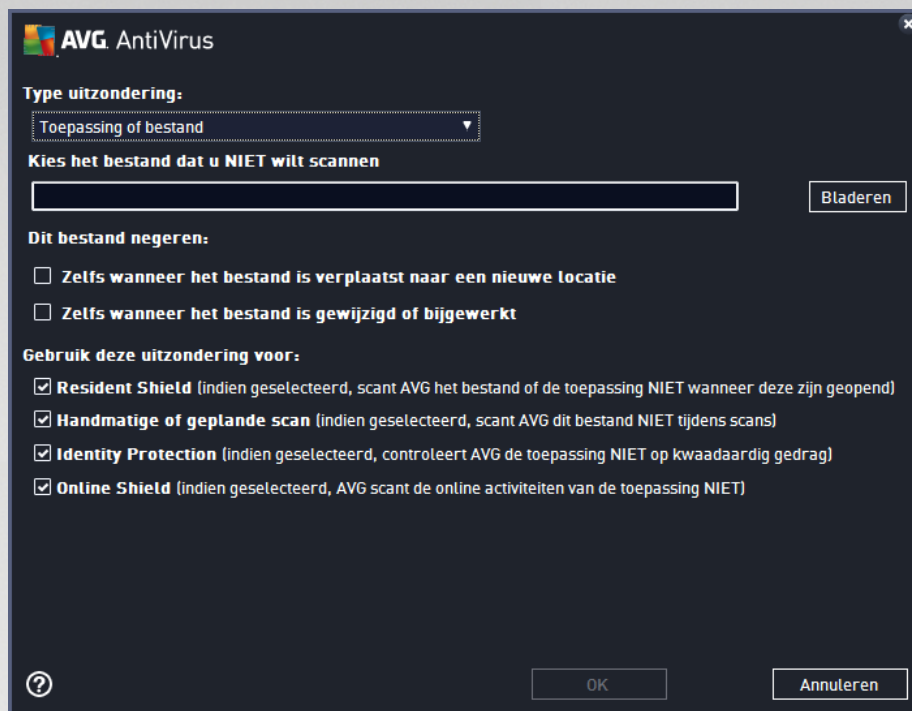 AVG. AntiVirus
Type uitzondering:
Toepassing of bestand
Kies het bestand dat u NIET wilt scannen
Bladeren
Dit bestand negeren:
Zelfs wanneer het bestand is verplaatst naar een nieuwe locatie
Zelfs wanneer het bestand is gewijzigd of bijgewerkt
Gebruik deze uitzondering voor:
Resident Shield (indien geselecteerd, scant AVG het bestand of de toepassing NIET wanneer deze zijn geopend)
Handmatige of geplande scan (indien geselecteerd, scant AVG dit bestand NIET tijdens scans)
Identity Protection (indien geselecteerd, controleert AVG de toepassing NIET op kwaadaardig gedrag)
Online Shield (indien geselecteerd, AVG scant de online activiteiten van de toepassing NIET)
?
OK
Annuleren